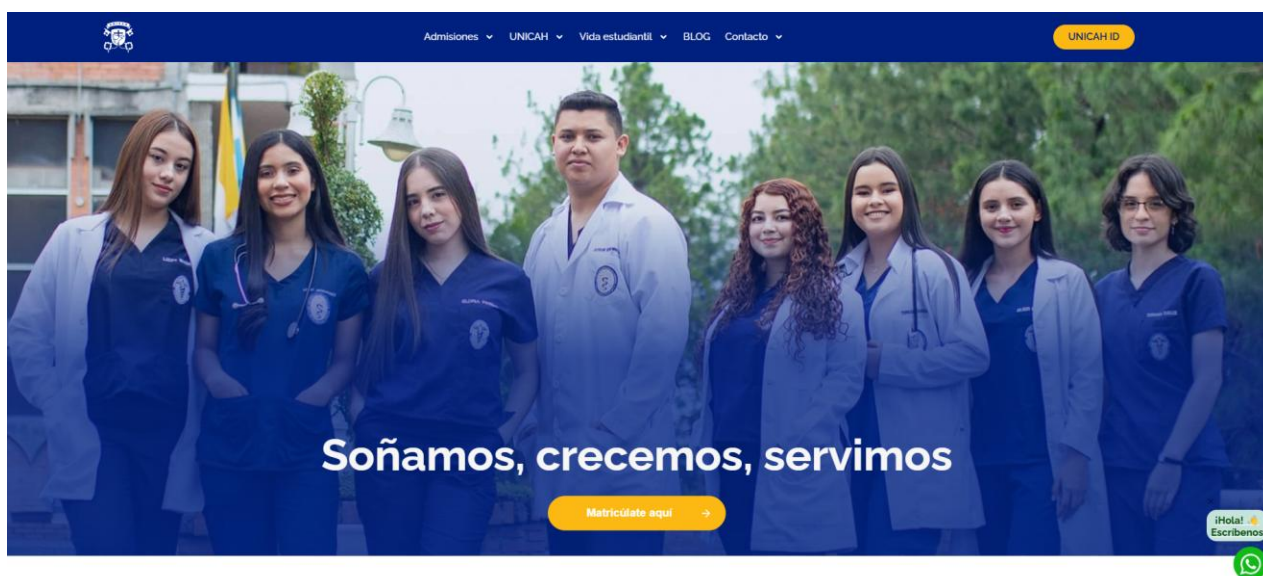 Admisiones
UNICAH
Vida estudiantil
BLOG
Contacto
UNICAH ID
Soñamos, crecemos, servimos
Matricúlate aquí
¡Hola! 👋
Escríbenos